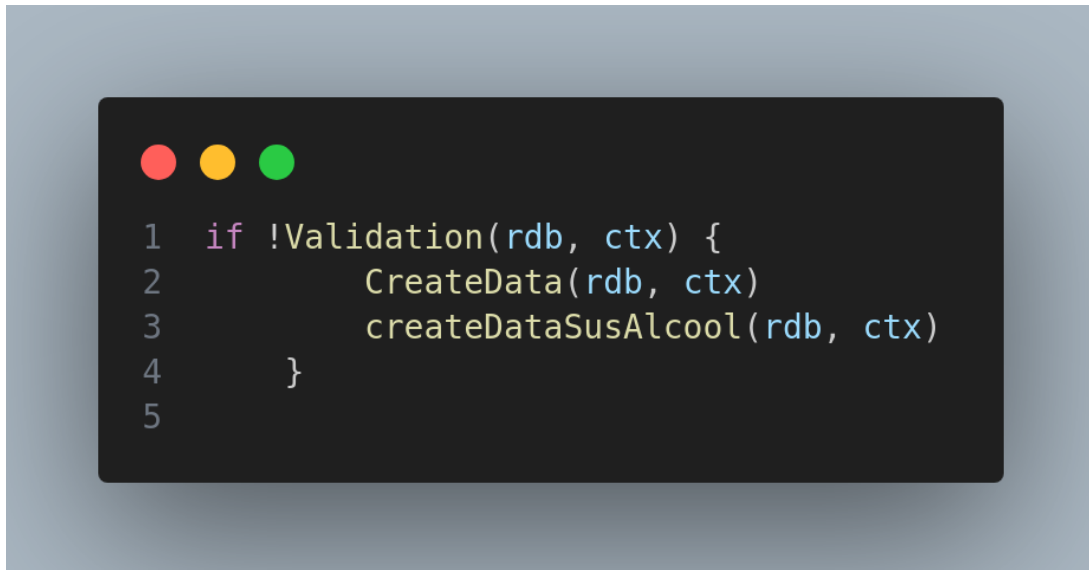 1 if !Validation(rdb, ctx) {
2         CreateData(rdb, ctx)
3         createDataSusAlcool(rdb, ctx)
4     }
5